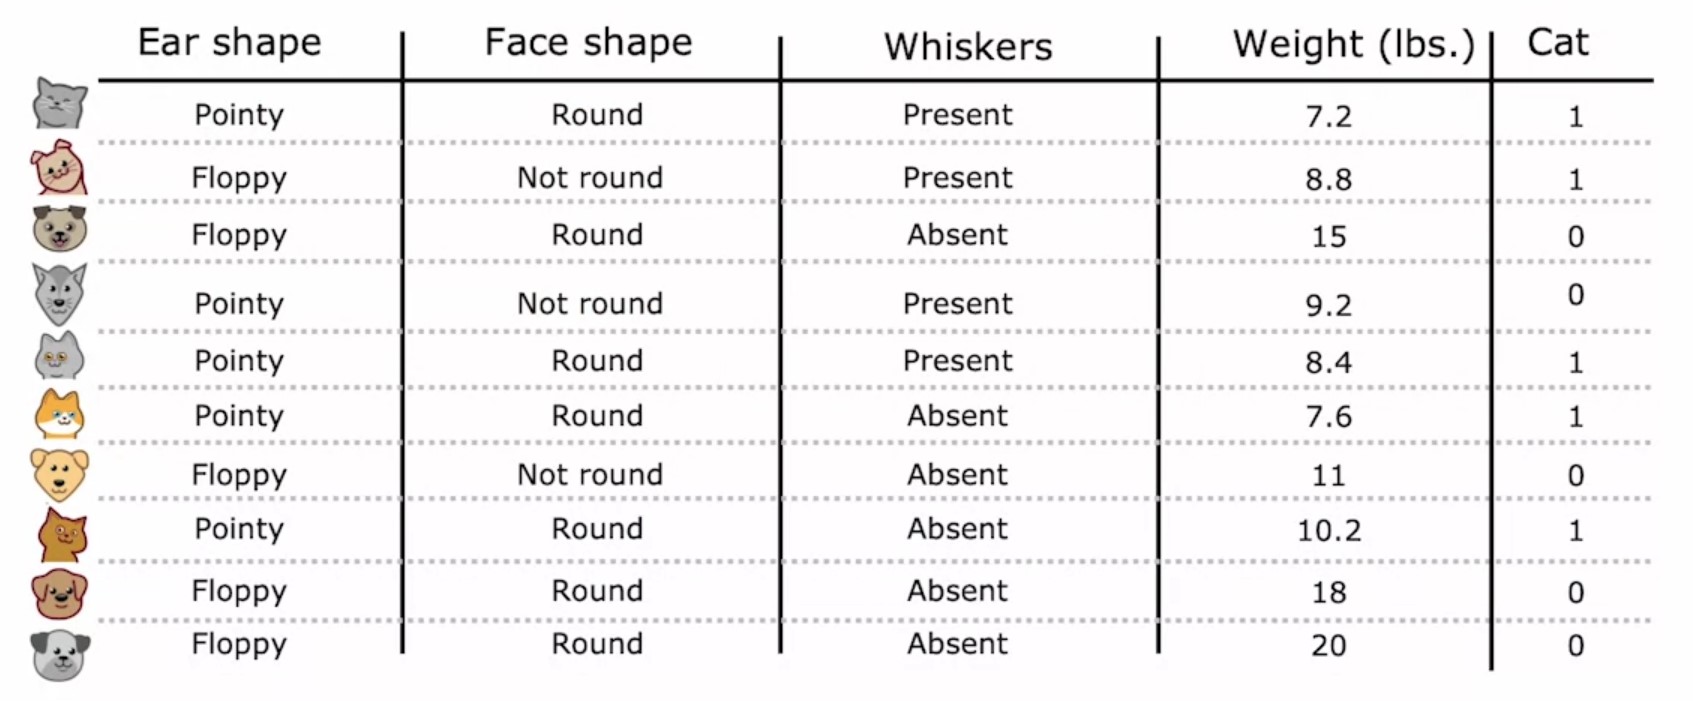 Ear shape Face shape Whiskers Weight (lbs.) Cat
Pointy Round Present 7.2 1
Floppy Not round Present 8.8 1
Floppy Round Absent 15 0
Pointy Not round Present 9.2 0
Pointy Round Present 8.4 1
Pointy Round Absent 7.6 1
Floppy Not round Absent 11 0
Pointy Round Absent 10.2 1
Floppy Round Absent 18 0
Floppy Round Absent 20 0